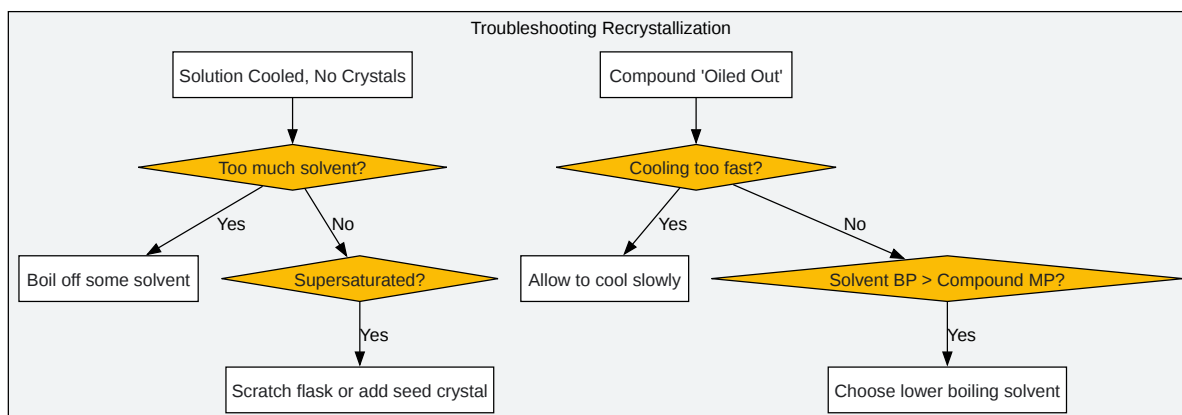 Troubleshooting Recrystallization
Solution Cooled, No Crystals
Compound 'Oiled Out'
Too much solvent?
Cooling too fast?
Yes
No
Yes
No
Boil off some solvent
Supersaturated?
Allow to cool slowly
Solvent BP > Compound MP?
Yes
Yes
Scratch flask or add seed crystal
Choose lower boiling solvent